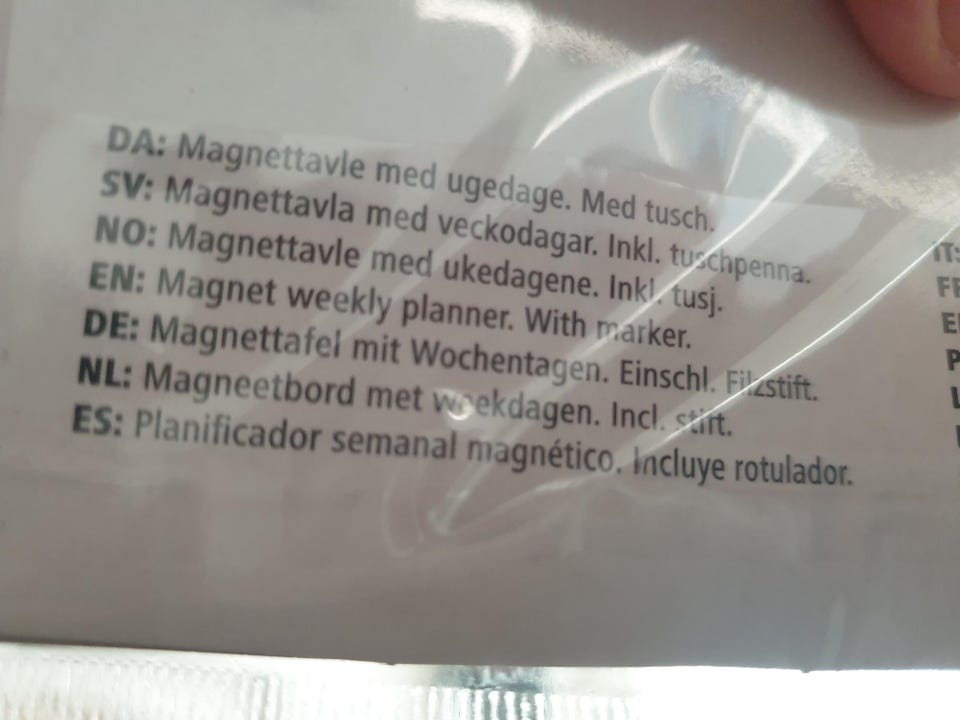 DA: Magnettavle med ugedage. Med tusch.
SV: Magnettavla med veckodagar. Inkl. tuschpenna.
NO: Magnettavle med ukedagene. Inkl. tusj.
EN: Magnet weekly planner. With marker.
DE: Magnettafel mit Wochentagen. Einschl. Filzstift.
NL: Magneetbord met weekdagen. Incl. stift.
ES: Planificador semanal magnético. Incluye rotulador.
IT: